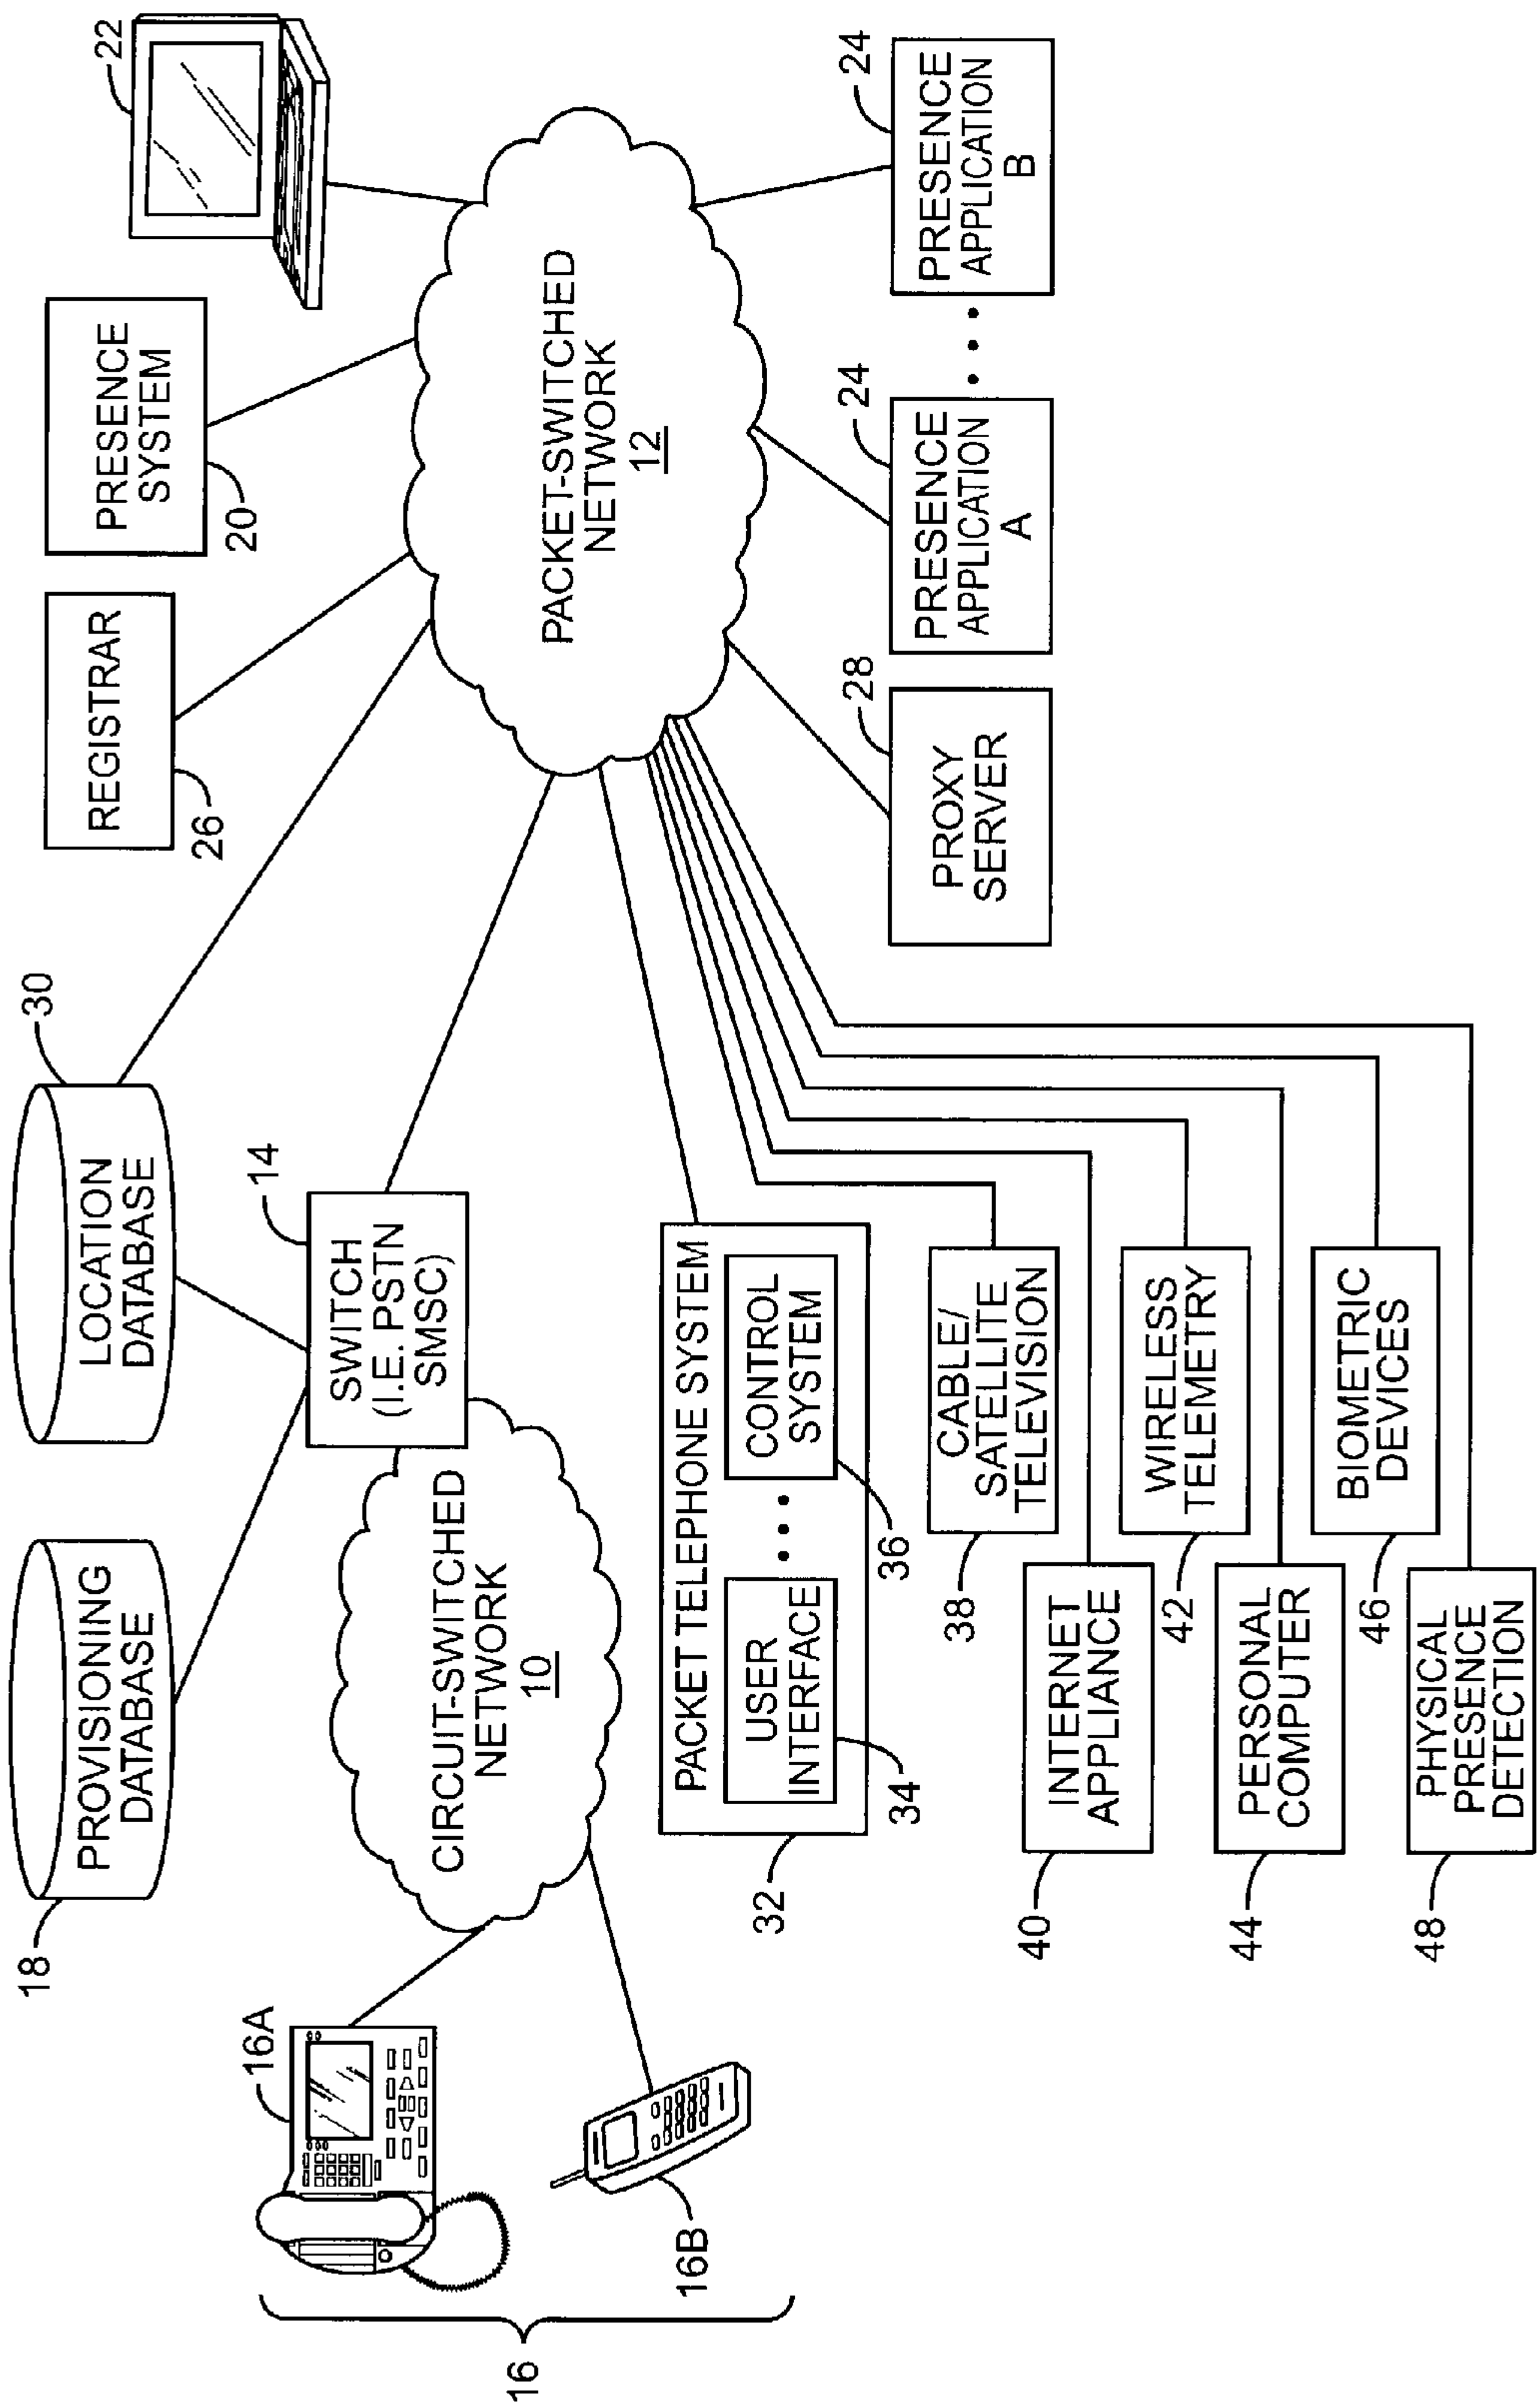 18
PROVISIONING
DATABASE
30
LOCATION
DATABASE
REGISTRAR
26
PRESENCE
SYSTEM
20
22
16A
14
SWITCH
(I.E. PSTN
SMSC)
CIRCUIT-SWITCHED
NETWORK
10
PACKET-SWITCHED
NETWORK
12
16
16B
PACKET TELEPHONE SYSTEM
USER
INTERFACE
CONTROL
SYSTEM
32
34
36
38
CABLE/
SATELLITE
TELEVISION
40
INTERNET
APPLIANCE
42
WIRELESS
TELEMETRY
44
PERSONAL
COMPUTER
46
BIOMETRIC
DEVICES
48
PHYSICAL
PRESENCE
DETECTION
28
PROXY
SERVER
24
PRESENCE
APPLICATION
A
24
PRESENCE
APPLICATION
B